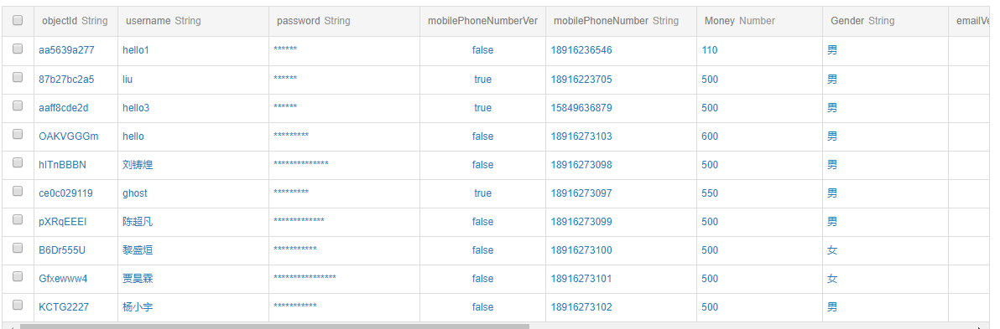 objectId String username String password String mobilePhoneNumberVer mobilePhoneNumber String Money Number Gender String emailVe
aa5639a277 hello1 ****** false 18916236546 110 男
87b27bc2a5 liu ****** true 18916223705 500 男
aaff8cde2d hello3 ****** true 15849636879 500 男
OAKVGGGm hello ********* false 18916273103 600 男
hITnBBBN 刘铸煌 ************** false 18916273098 500 男
ce0c029119 ghost ********* true 18916273097 550 男
pXRqEEEI 陈超凡 ************* false 18916273099 500 男
B6Dr555U 黎盛烜 *********** false 18916273100 500 女
Gfxewww4 贾昊霖 **************** false 18916273101 500 女
KCTG2227 杨小宇 *********** false 18916273102 500 男